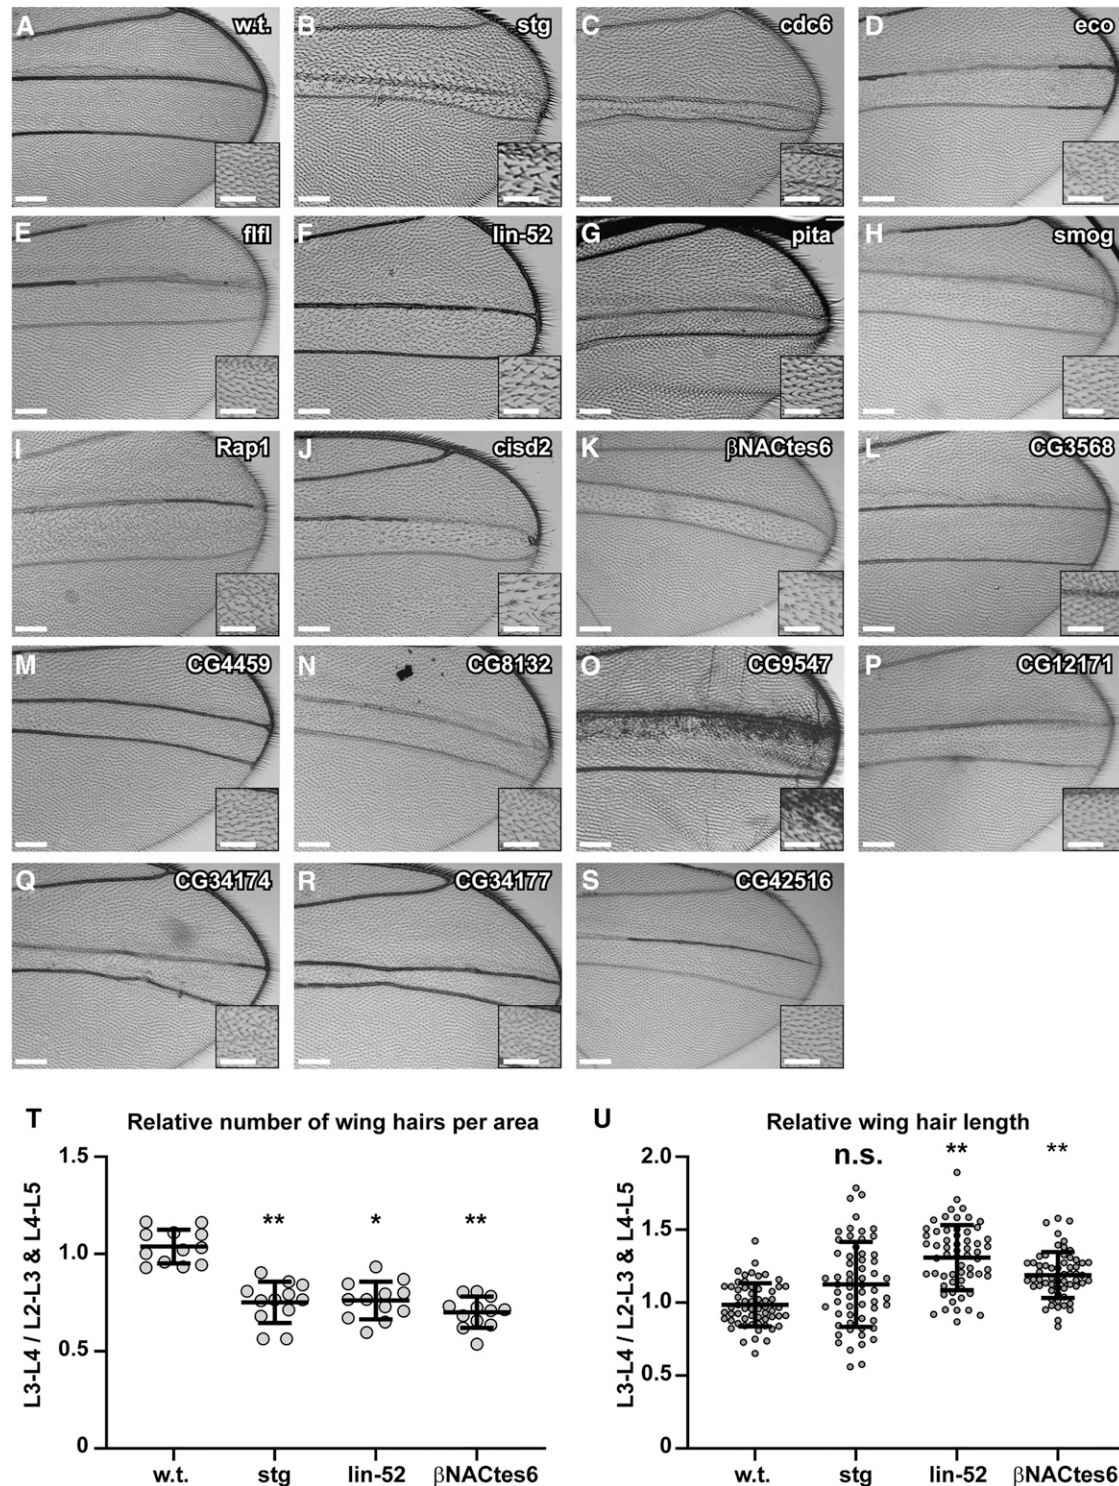 A w.t. B stg C cdc6 D eco
E flfl F lin-52 G pita H smog
I Rap1 J cisd2 K βNACtes6 L CG3568
M CG4459 N CG8132 O CG9547 P CG12171
Q CG34174 R CG34177 S CG42516
T Relative number of wing hairs per area
L3-L4 / L2-L3 & L4-L5
1.5
1.0
0.5
0
** * **
w.t. stg lin-52 βNACtes6
U Relative wing hair length
L3-L4 / L2-L3 & L4-L5
2.0
1.5
1.0
0.5
0
n.s. ** **
w.t. stg lin-52 βNACtes6